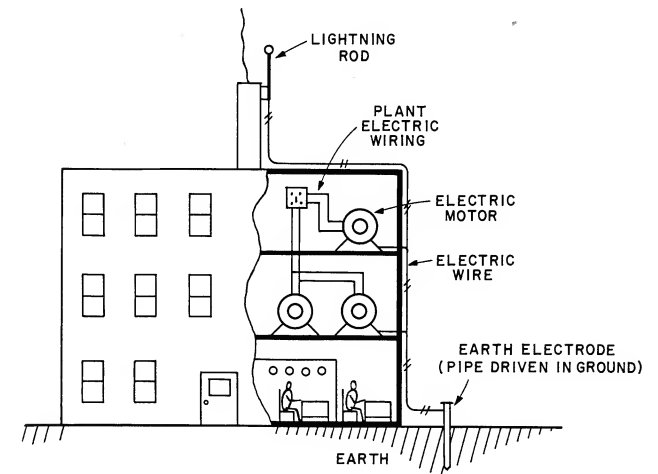 LIGHTNING
ROD
PLANT
ELECTRIC
WIRING
ELECTRIC
MOTOR
ELECTRIC
WIRE
EARTH ELECTRODE
(PIPE DRIVEN IN GROUND)
EARTH